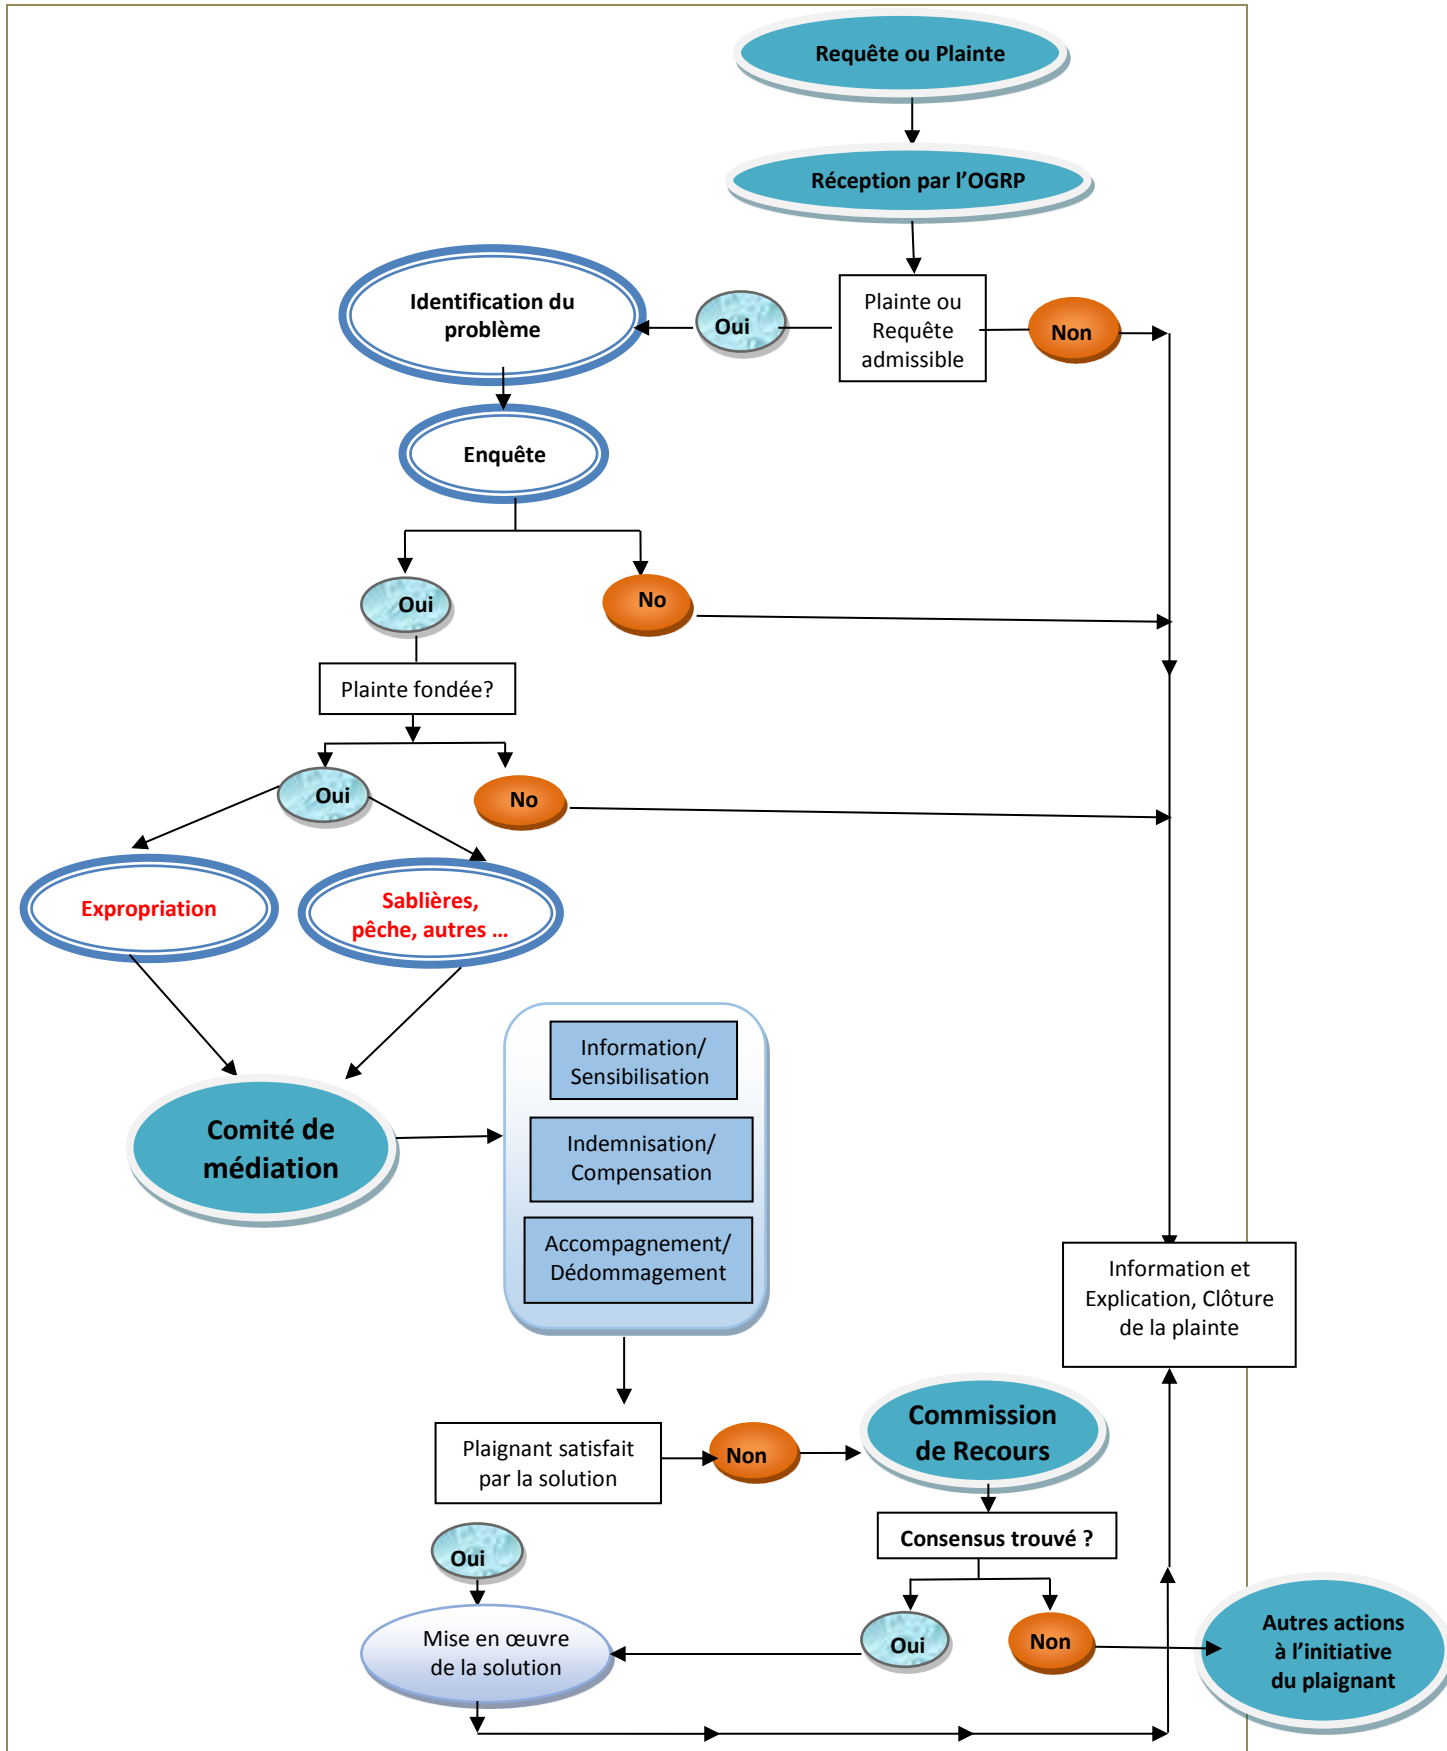 Requête ou Plainte
Réception par l’OGRP
Identification du
problème
Oui
Plainte ou
Requête
admissible
Non
Enquête
Oui
No
Plainte fondée?
Oui
No
Expropriation
Sablières,
pêche, autres ...
Information/
Sensibilisation
Comité de
médiation
Indemnisation/
Compensation
Accompagnement/
Dédommagement
Information et
Explication, Clôture
de la plainte
Plaignant satisfait
par la solution
Non
Commission
de Recours
Consensus trouvé ?
Oui
Mise en œuvre
de la solution
Oui
Non
Autres actions
à l’initiative
du plaignant